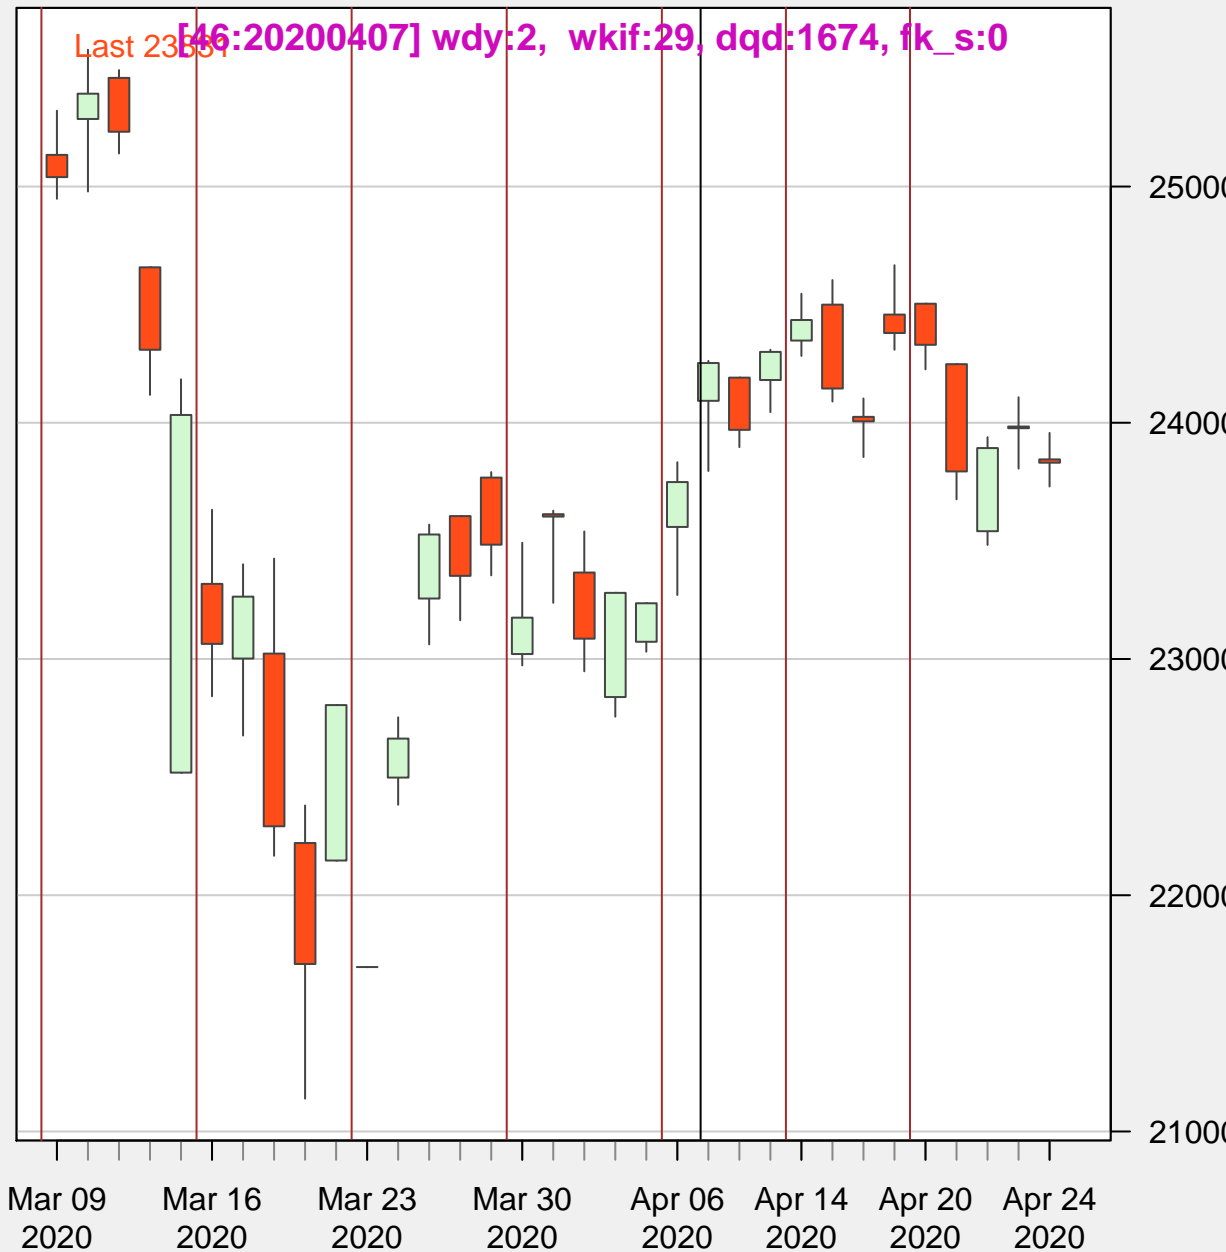 [46:20200407] wdy:2, wkif:29, dqd:1674, fk_s:0
Last 23831
25000
24000
23000
22000
21000
Mar 09 2020
Mar 16 2020
Mar 23 2020
Mar 30 2020
Apr 06 2020
Apr 14 2020
Apr 20 2020
Apr 24 2020